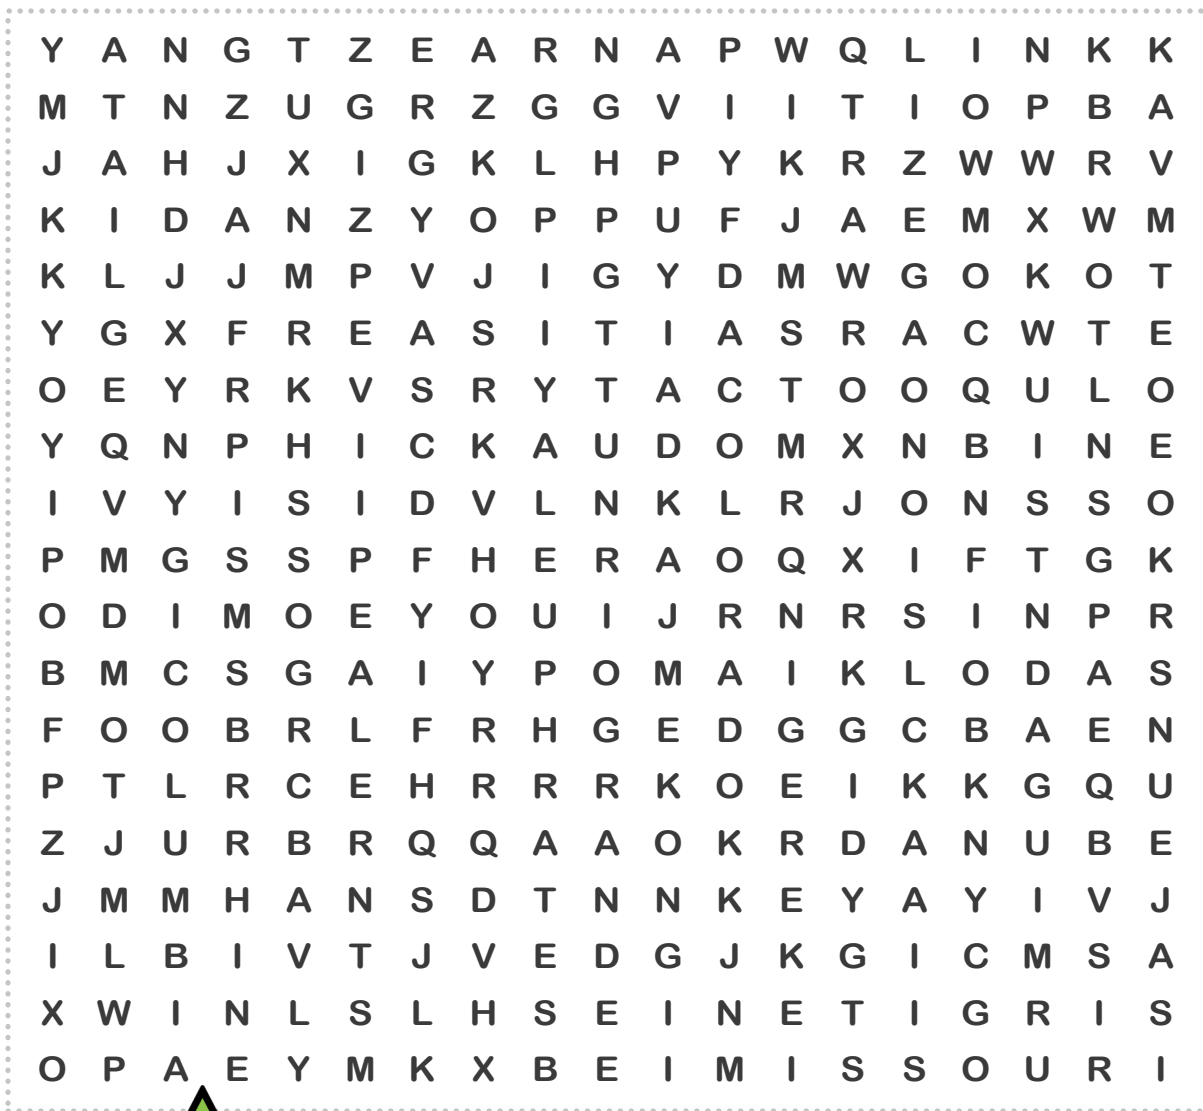 Y A N G T Z E A R N A P W Q L I N K K
M T N Z U G R Z G G V I I T I O P B A
J A H J X I G K L H P Y K R Z W W R V
K I D A N Z Y O P P U F J A E M X W M
K L J J M P V J I G Y D M W G O K O T
Y G X F R E A S I T I A S R A C W T E
O E Y R K V S R Y T A C T O O Q U L O
Y Q N P H I C K A U D O M X N B I N E
I V Y I S I D V L N K L R J O N S S O
P M G S S P F H E R A O Q X I F T G K
O D I M O E Y O U I J R N R S I N P R
B M C S G A I Y P O M A I K L O D A S
F O O B R L F R H G E D G G C B A E N
P T L R C E H R R R K O E I K K G Q U
Z J U R B R Q Q A A O K R D A N U B E
J M M H A N S D T N N K E Y A Y I V J
I L B I V T J V E D G J K G I C M S A
X W I N L S L H S E I N E T I G R I S
O P A E Y M K X B E I M I S S O U R I